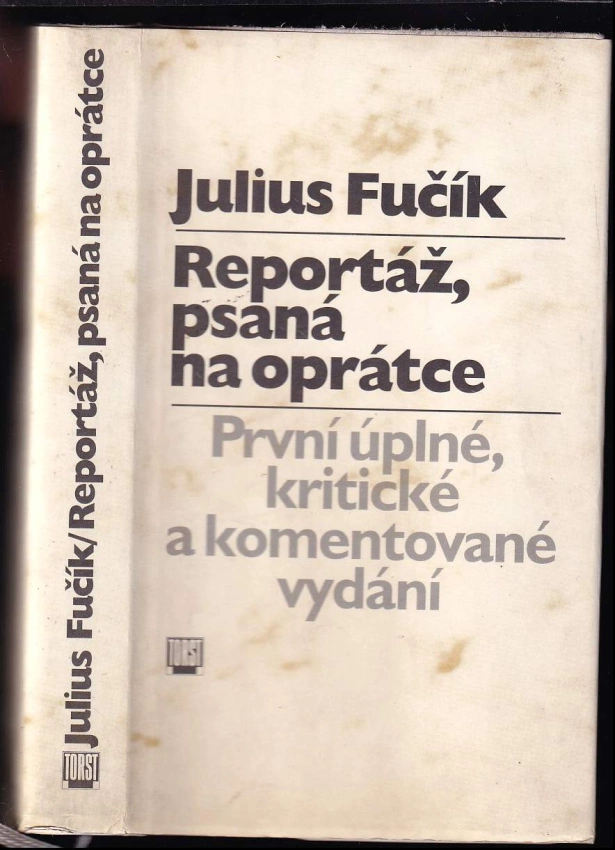 Julius Fučík
Reportáž,
psaná
na oprátce
První úplné,
kritické
a komentované
vydání
TORST
Julius Fučík/Reportáž, psaná na oprátce
TORST